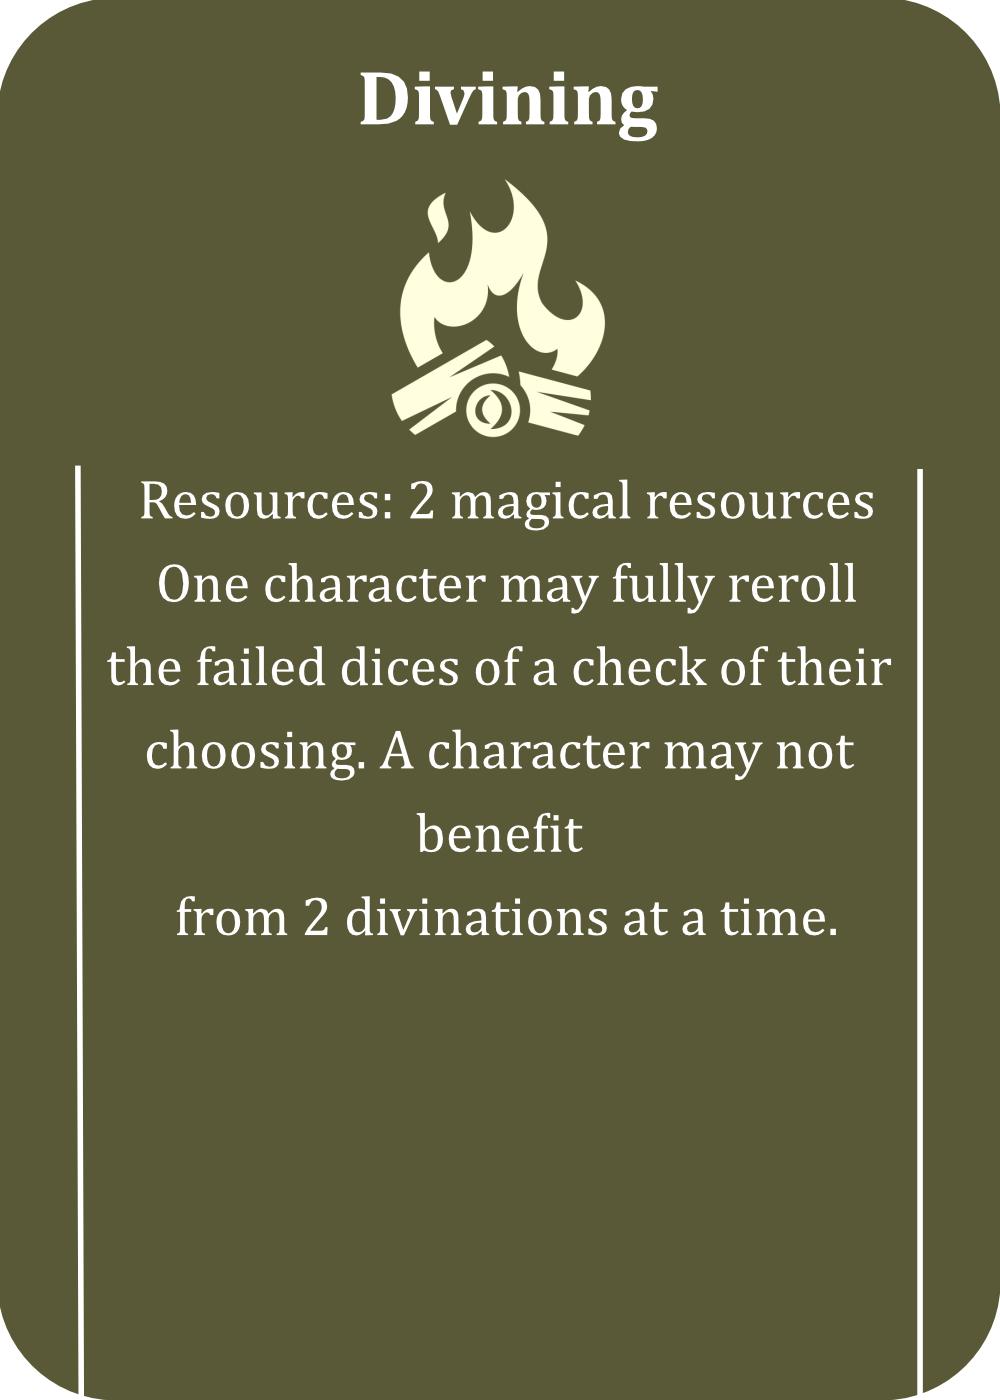 Divining
Resources: 2 magical resources
One character may fully reroll
the failed dices of a check of their
choosing. A character may not
benefit
from 2 divinations at a time.